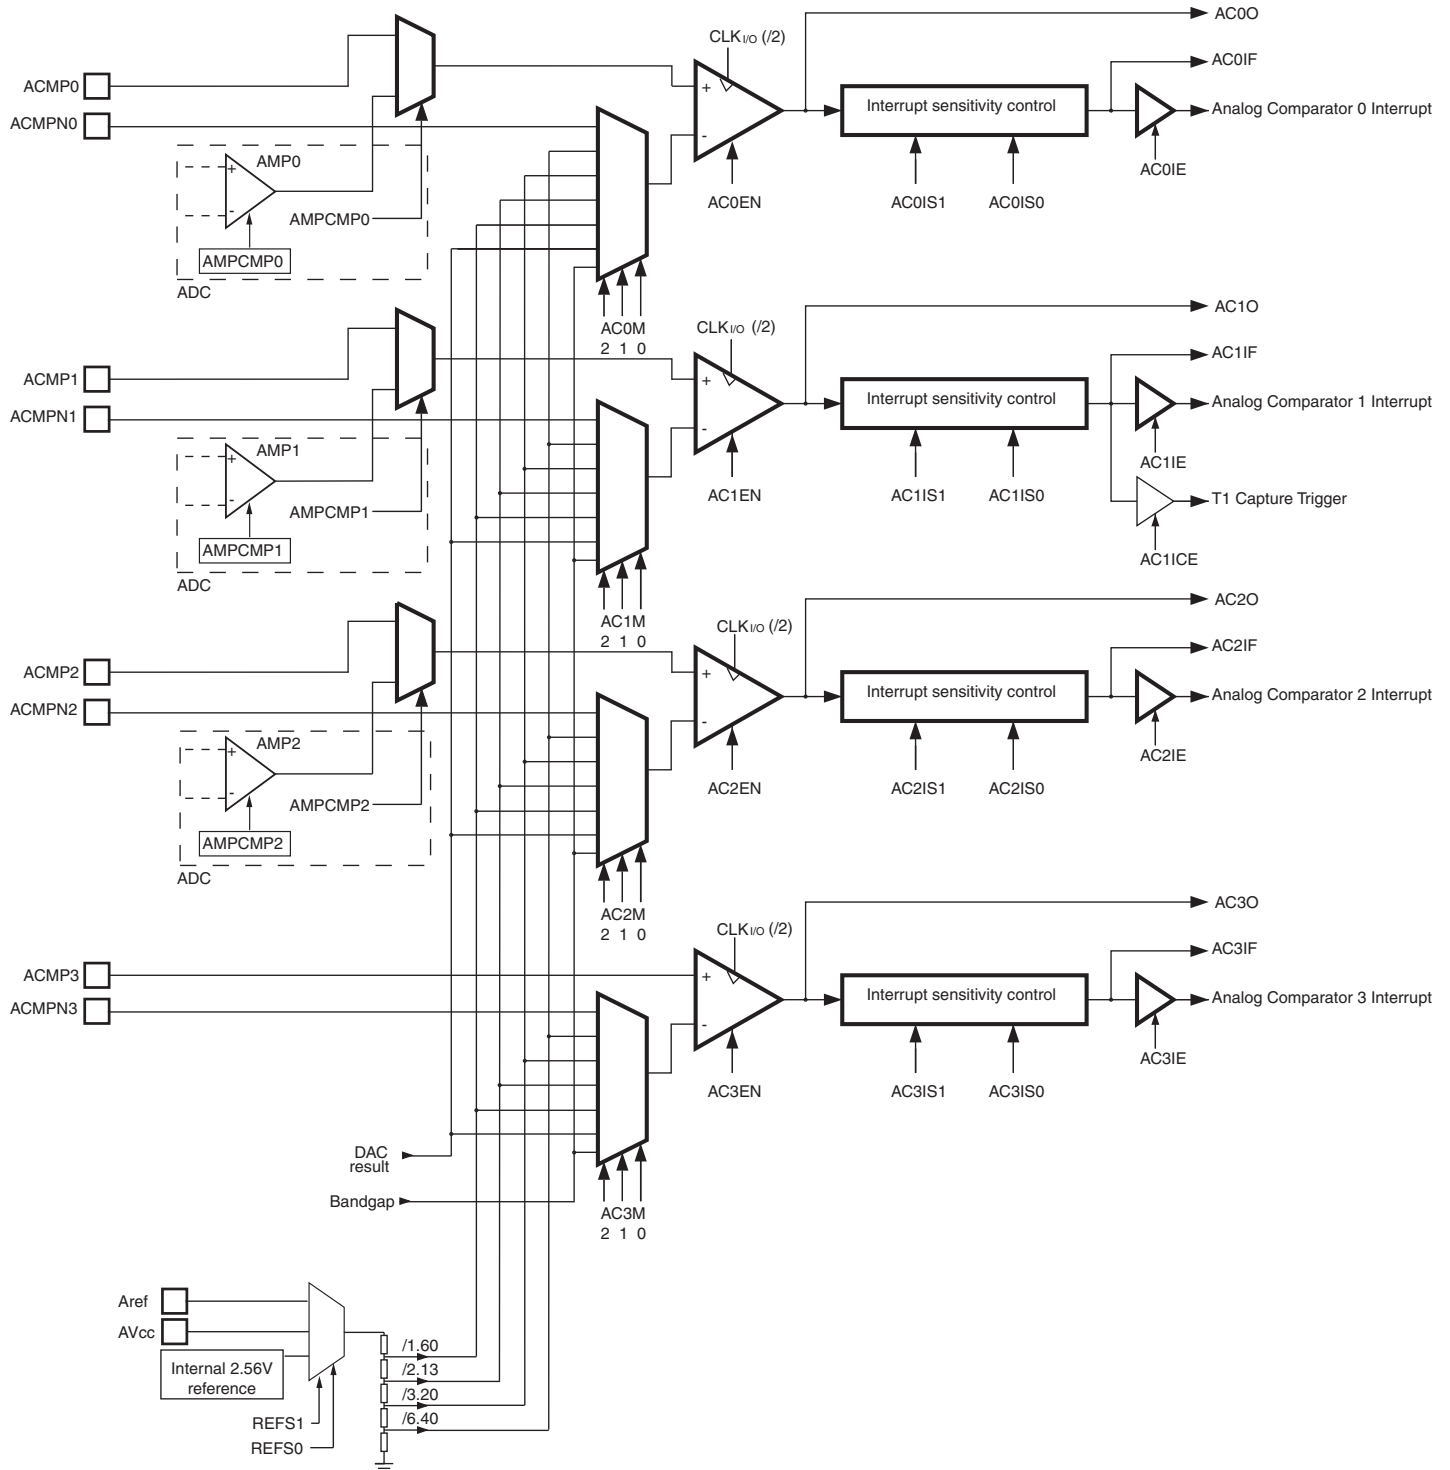 AC0O
CLK I/O (/2)
AC0IF
ACMP0
+
Interrupt sensitivity control
Analog Comparator 0 Interrupt
ACMPN0
-
AMP0
+
AC0IE
AC0EN
AC0IS1
AC0IS0
-
AMPCMP0
AMPCMP0
ADC
AC1O
AC0M
2 1 0
CLK I/O (/2)
AC1IF
ACMP1
+
Interrupt sensitivity control
Analog Comparator 1 Interrupt
ACMPN1
-
AMP1
+
AC1IE
AC1EN
AC1IS1
AC1IS0
T1 Capture Trigger
-
AMPCMP1
AMPCMP1
AC1ICE
ADC
AC2O
AC1M
2 1 0
CLK I/O (/2)
AC2IF
ACMP2
+
Interrupt sensitivity control
Analog Comparator 2 Interrupt
ACMPN2
-
AMP2
+
AC2IE
AC2EN
AC2IS1
AC2IS0
-
AMPCMP2
AMPCMP2
ADC
AC3O
AC2M
2 1 0
CLK I/O (/2)
AC3IF
ACMP3
+
Interrupt sensitivity control
Analog Comparator 3 Interrupt
ACMPN3
-
AC3IE
AC3EN
AC3IS1
AC3IS0
DAC
result
Bandgap
AC3M
2 1 0
Aref
AVcc
/1.60
Internal 2.56V
reference
/2.13
/3.20
/6.40
REFS1
REFS0